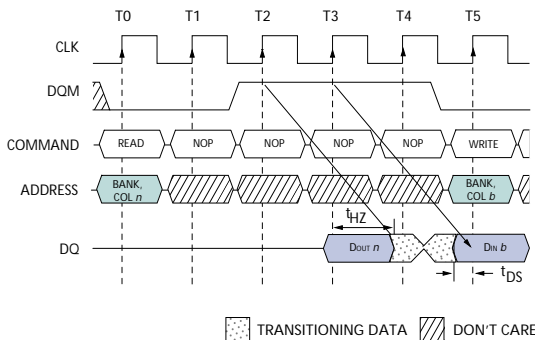 T0 T1 T2 T3 T4 T5
CLK
DQM
COMMAND READ NOP NOP NOP NOP WRITE
ADDRESS BANK, COL n BANK, COL b
tHZ
DQ DOUT n DIN b
tDS
TRANSITIONING DATA DON'T CARE